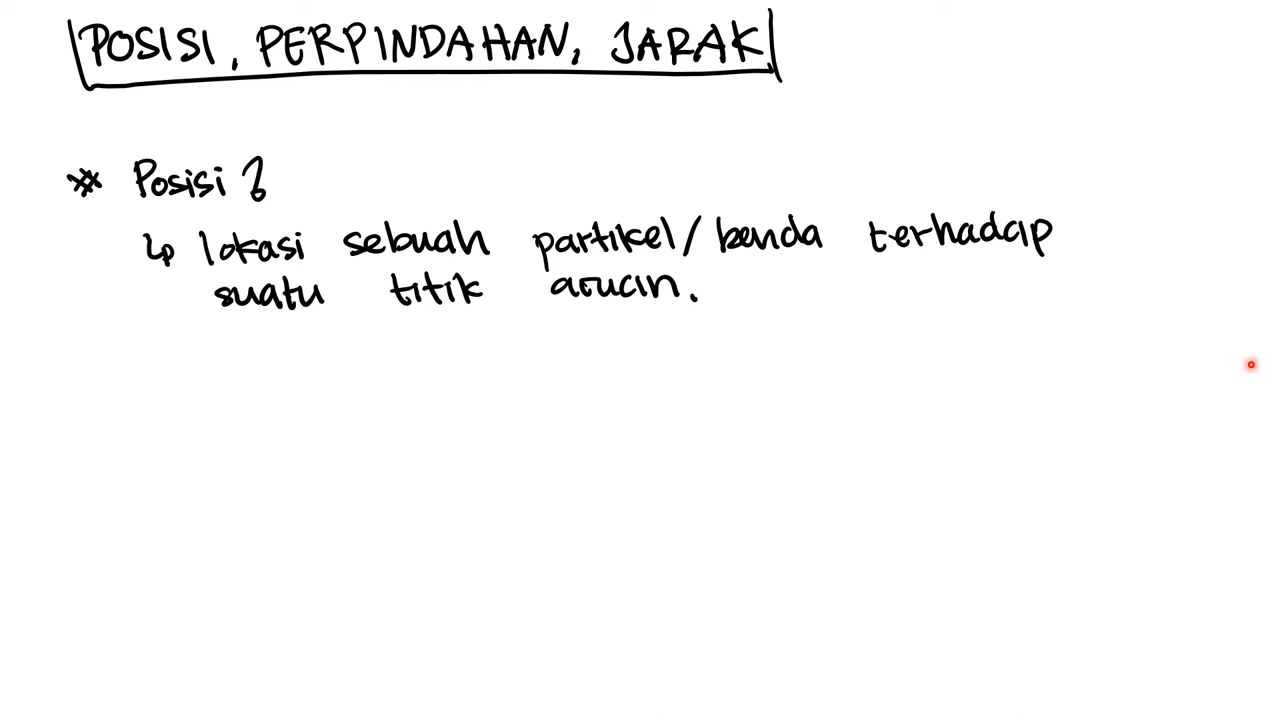 POSISI, PERPINDAHAN, JARAK
* Posisi ?
↳ lokasi sebuah partikel/benda terhadap
suatu titik acuan.